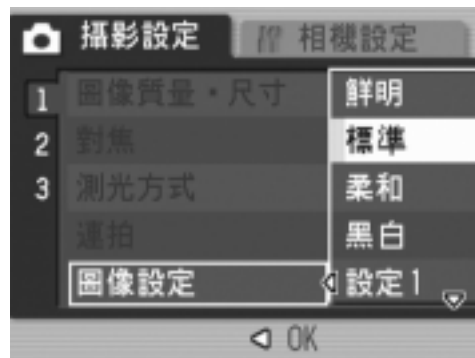 攝影設定 相機設定
1 圖像質量・尺寸 鮮明
2 對焦 標準
3 測光方式 柔和
連拍 黑白
圖像設定 設定1
OK